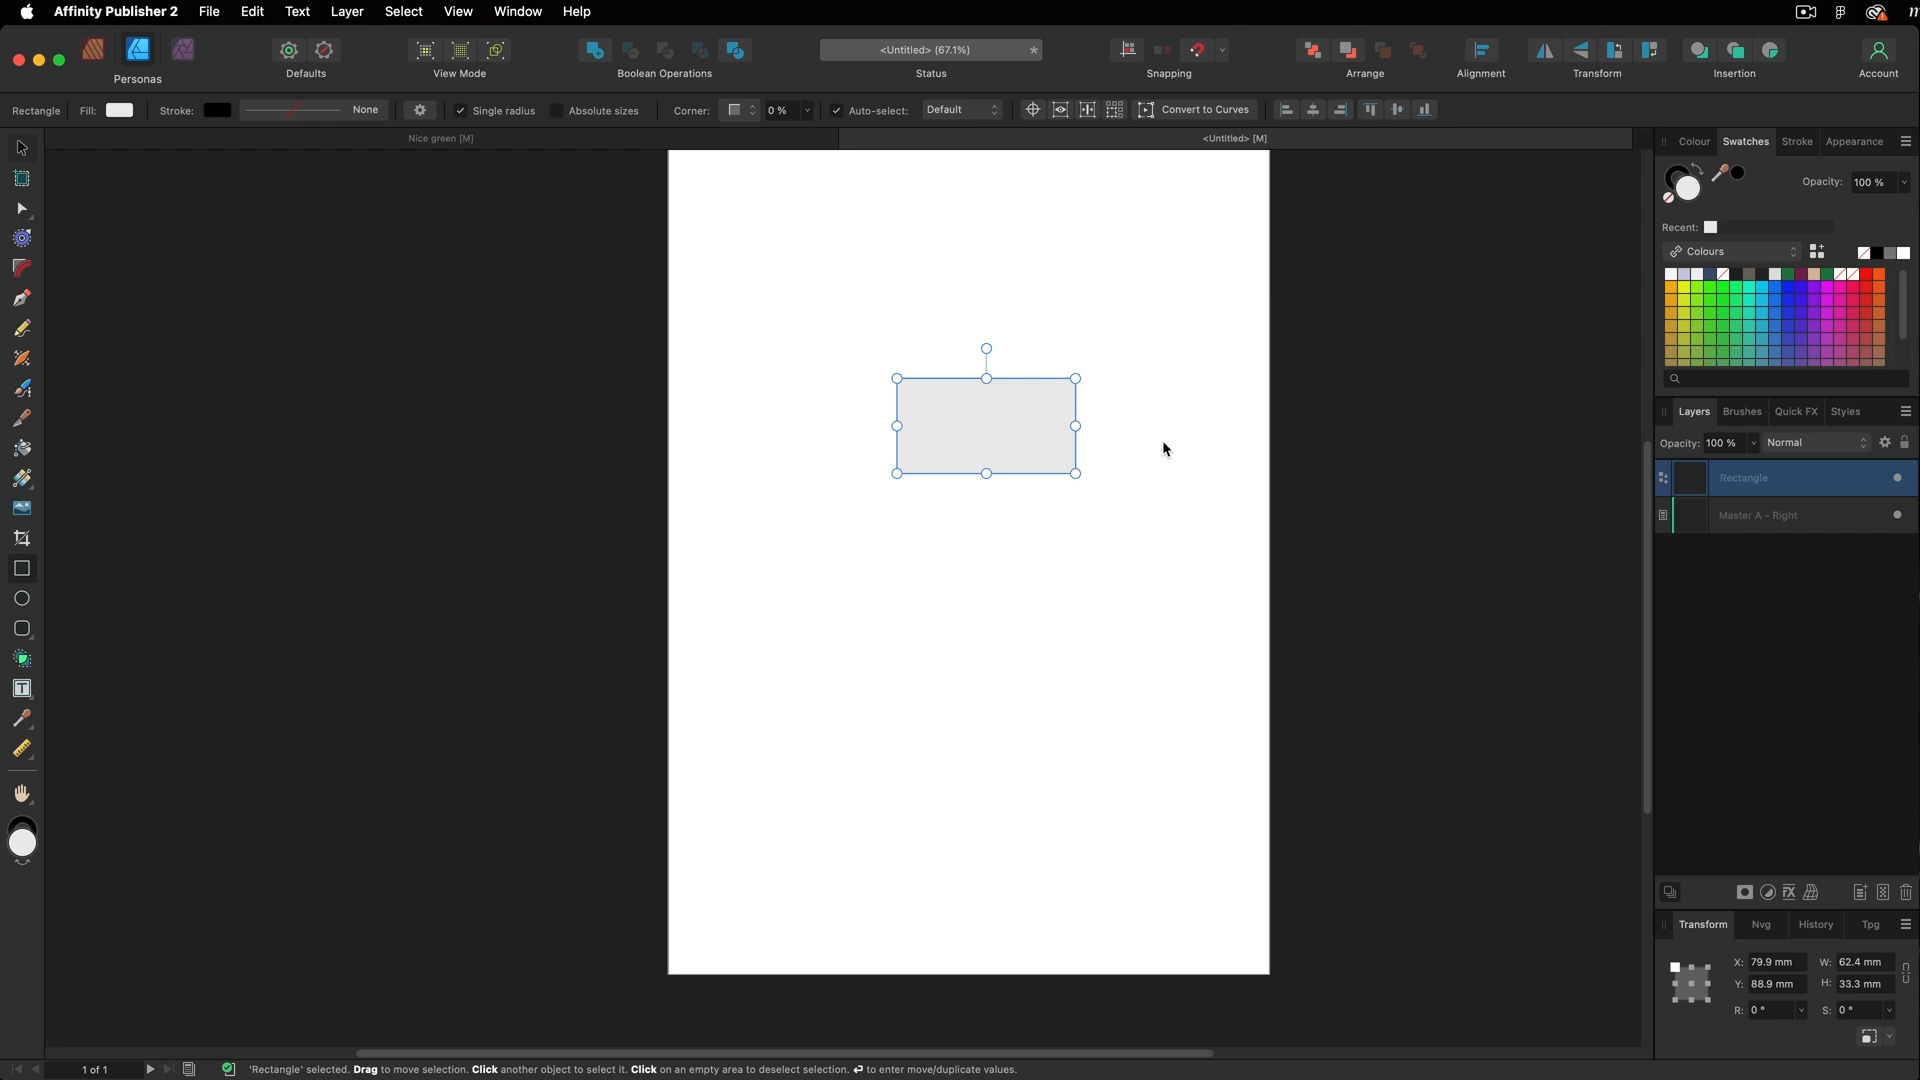 Affinity Publisher 2 File Edit Text Layer Select View Window Help
Personas
Defaults
View Mode
Boolean Operations
<Untitled> (67.1%) *
Status
Snapping
Arrange
Alignment
Transform
Insertion
Account
Rectangle Fill: Stroke: None Single radius Absolute sizes Corner: 0 % Auto-select: Default Convert to Curves
Nice green [M]
<Untitled> [M]
Colour Swatches Stroke Appearance
Opacity: 100 %
Recent:
Colours
Layers Brushes Quick FX Styles
Opacity: 100 % Normal
Rectangle
Master A - Right
Transform Nvg History Tpg
X: 79.9 mm W: 62.4 mm
Y: 88.9 mm H: 33.3 mm
R: 0 ° S: 0 °
1 of 1
'Rectangle' selected. Drag to move selection. Click another object to select it. Click on an empty area to deselect selection. ⏎ to enter move/duplicate values.